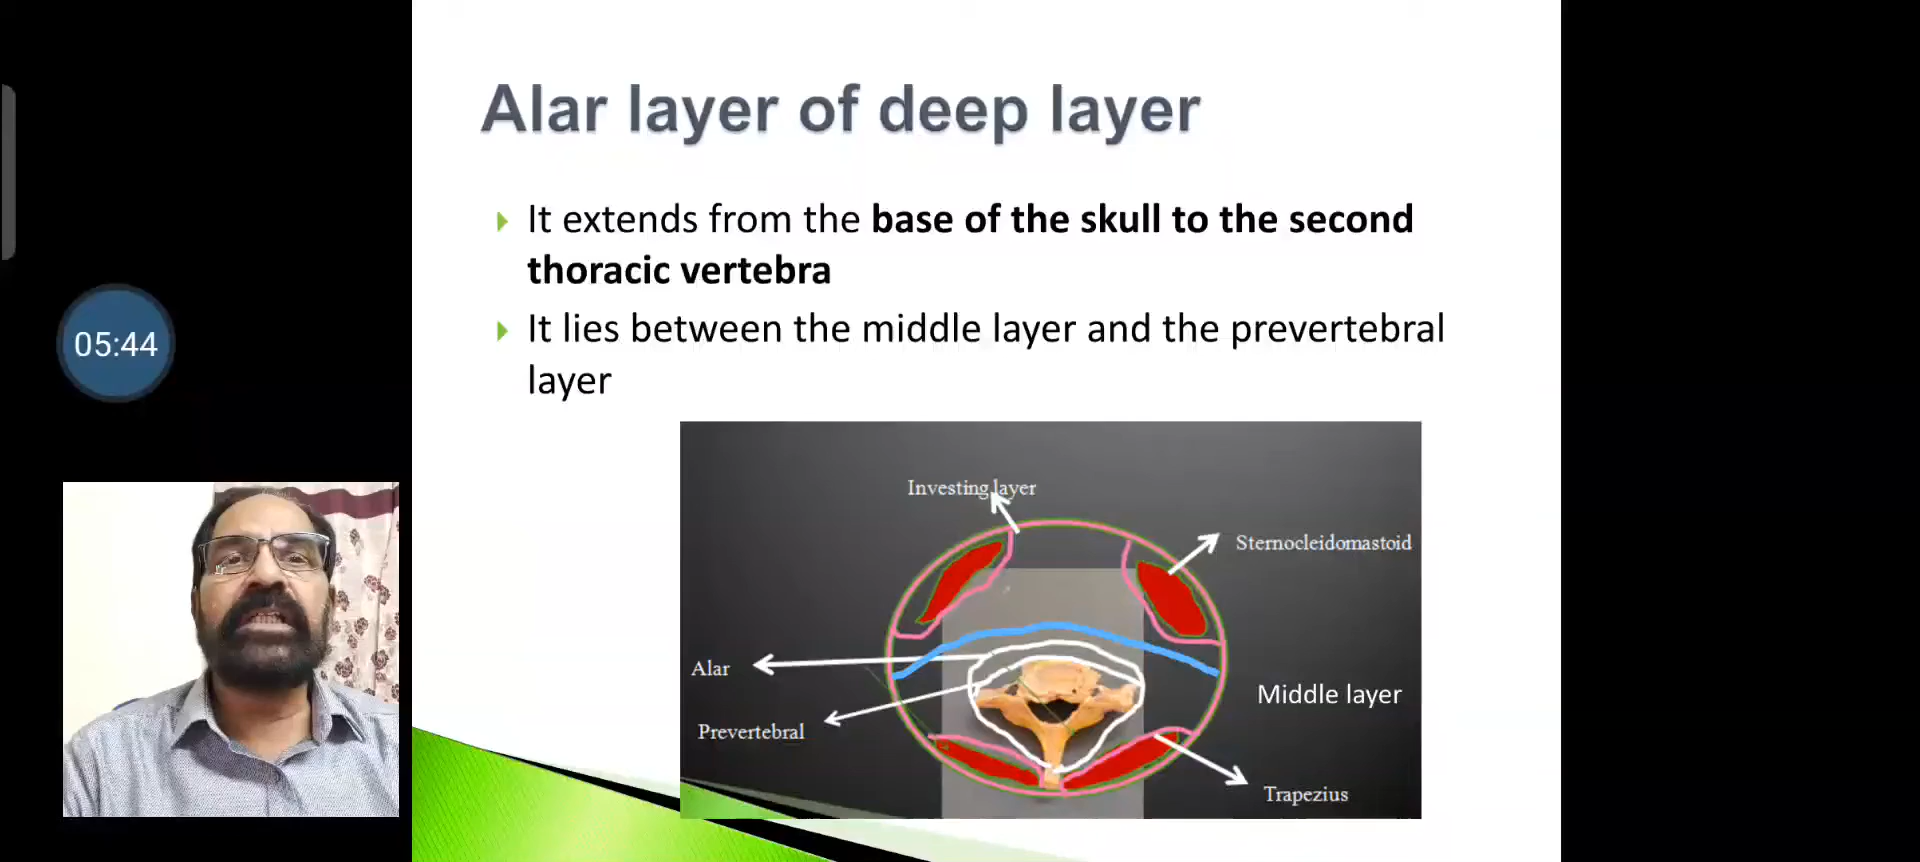 Alar layer of deep layer
It extends from the base of the skull to the second
thoracic vertebra
It lies between the middle layer and the prevertebral
layer
05:44
Investing layer
Sternocleidomastoid
Alar
Middle layer
Prevertebral
Trapezius